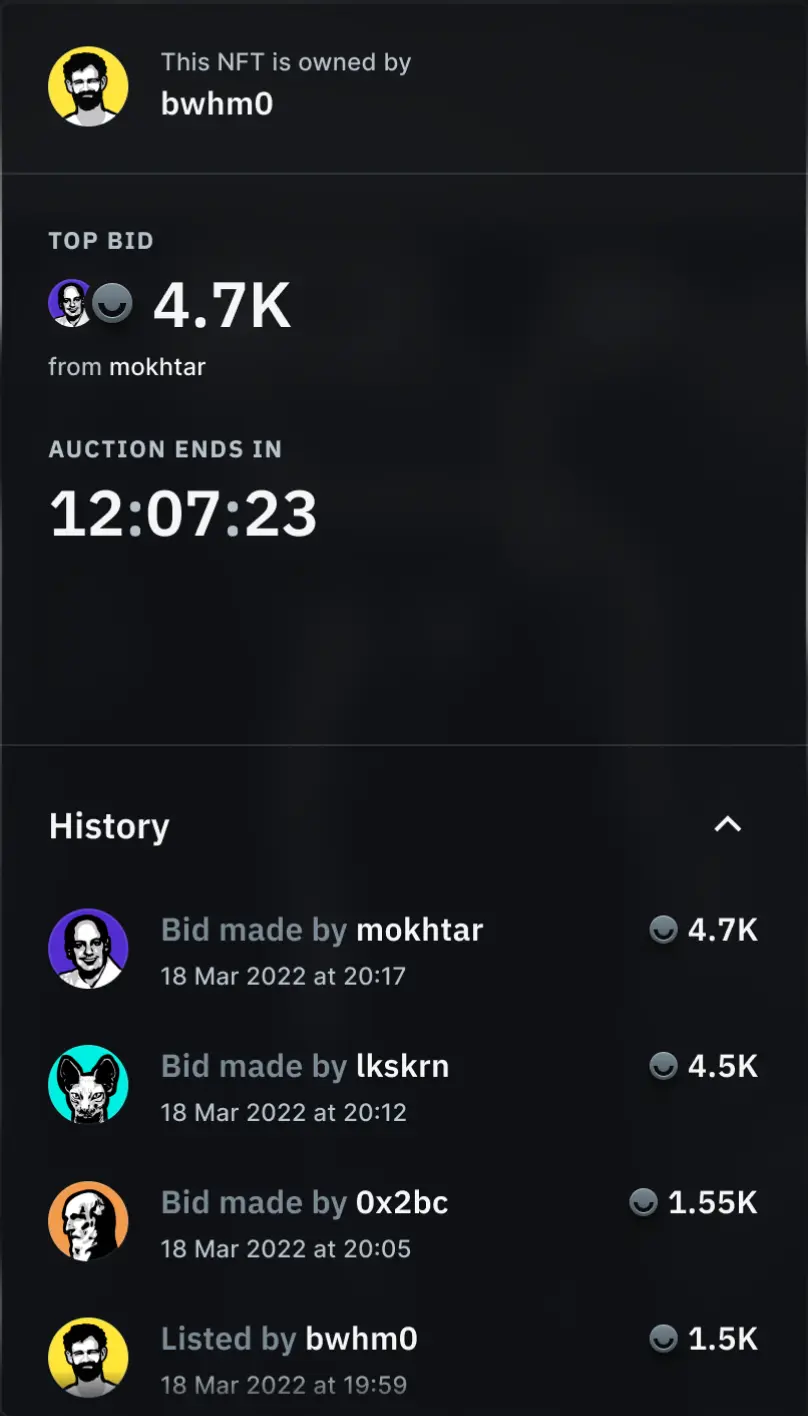 This NFT is owned by
bwhm0
TOP BID
4.7K
from mokhtar
AUCTION ENDS IN
12:07:23
History
Bid made by mokhtar 4.7K
18 Mar 2022 at 20:17
Bid made by lkskrn 4.5K
18 Mar 2022 at 20:12
Bid made by 0x2bc 1.55K
18 Mar 2022 at 20:05
Listed by bwhm0 1.5K
18 Mar 2022 at 19:59